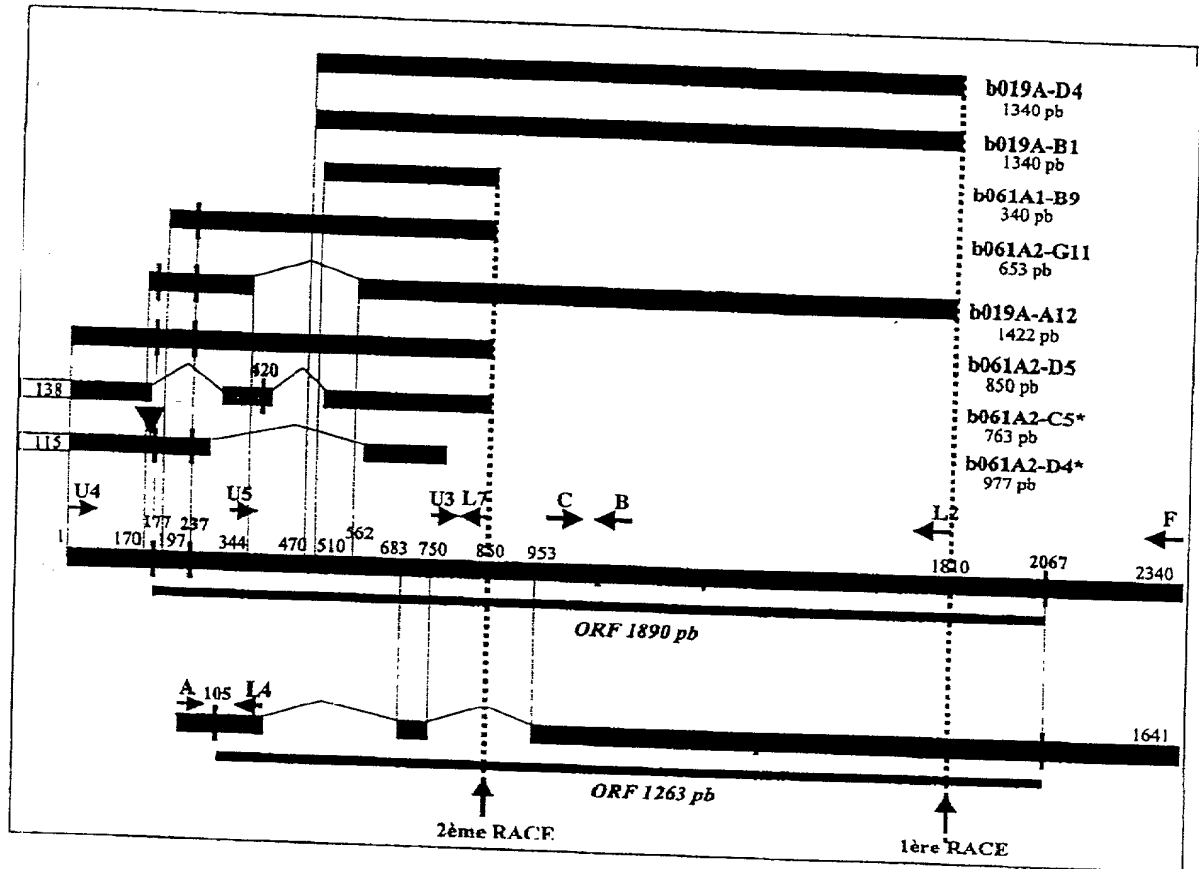 b019A-D4
1340 pb
b019A-B1
1340 pb
b061A1-B9
340 pb
b061A2-G11
653 pb
b019A-A12
1422 pb
b061A2-D5
850 pb
138
420
b061A2-C5*
763 pb
115
b061A2-D4*
977 pb
U4
U5
U3 L7
C
B
L2
F
1
170
177
197
237
344
470
510
562
683
750
850
953
1810
2067
2340
ORF 1890 pb
A
105
L4
1641
ORF 1263 pb
2ème RACE
1ère RACE